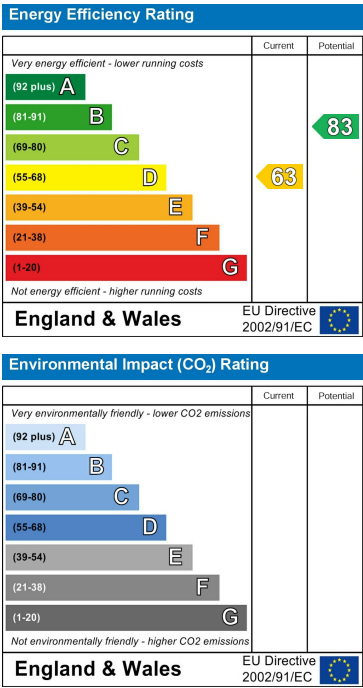 Energy Efficiency Rating
Current Potential
Very energy efficient - lower running costs
(92 plus) A
(81-91) B
83
(69-80) C
(55-68) D
63
(39-54) E
(21-38) F
(1-20) G
Not energy efficient - higher running costs
England & Wales
EU Directive
2002/91/EC
Environmental Impact (CO₂) Rating
Current Potential
Very environmentally friendly - lower CO2 emissions
(92 plus) A
(81-91) B
(69-80) C
(55-68) D
(39-54) E
(21-38) F
(1-20) G
Not environmentally friendly - higher CO2 emissions
England & Wales
EU Directive
2002/91/EC